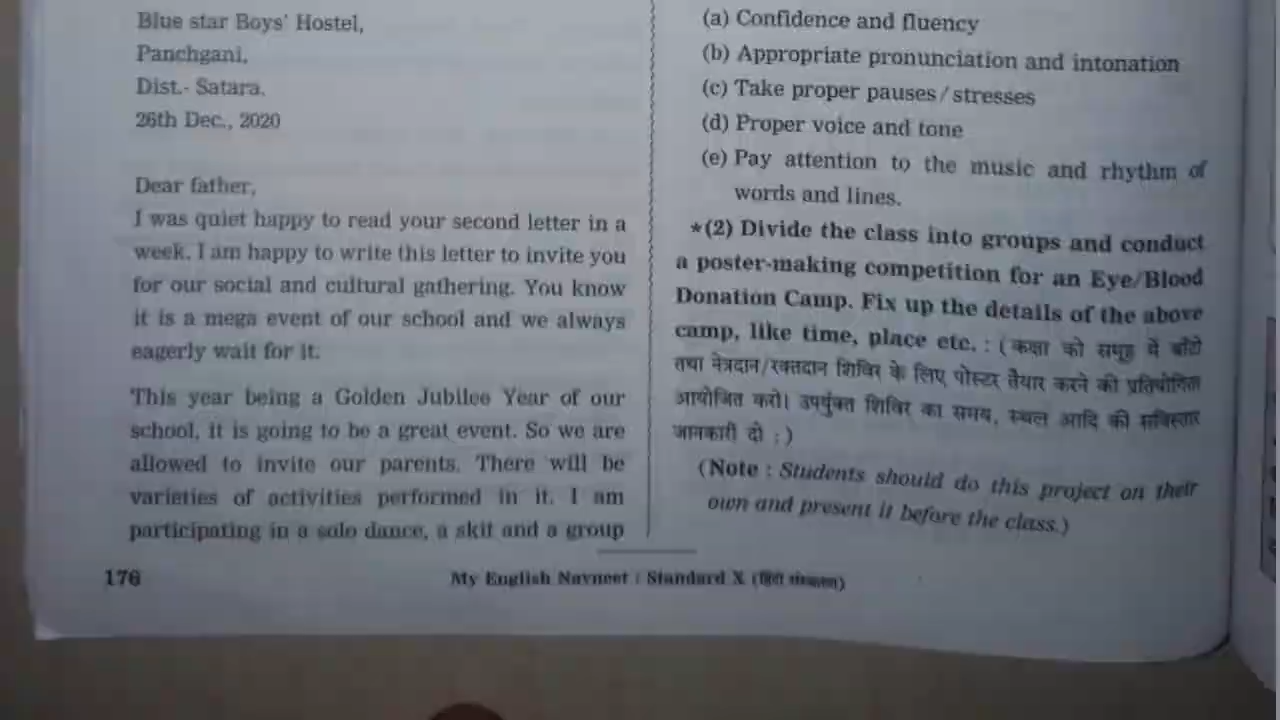 Blue star Boys' Hostel,
Panchgani,
Dist.- Satara.
26th Dec., 2020
Dear father,
I was quiet happy to read your second letter in a
week. I am happy to write this letter to invite you
for our social and cultural gathering. You know
it is a mega event of our school and we always
eagerly wait for it.
This year being a Golden Jubilee Year of our
school, it is going to be a great event. So we are
allowed to invite our parents. There will be
varieties of activities performed in it. I am
participating in a solo dance, a skit and a group
(a) Confidence and fluency
(b) Appropriate pronunciation and intonation
(c) Take proper pauses/stresses
(d) Proper voice and tone
(e) Pay attention to the music and rhythm of
words and lines.
*(2) Divide the class into groups and conduct
a poster-making competition for an Eye/Blood
Donation Camp. Fix up the details of the above
camp, like time, place etc. : (कक्षा को समूह में बाँटो
तथा नेत्रदान/रक्तदान शिविर के लिए पोस्टर तैयार करने की प्रतियोगिता
आयोजित करो। उपर्युक्त शिविर का समय, स्थल आदि की सविस्तार
जानकारी दो :)
(Note : Students should do this project on their
own and present it before the class.)
176
My English Navneet : Standard X (हिंदी संस्करण)